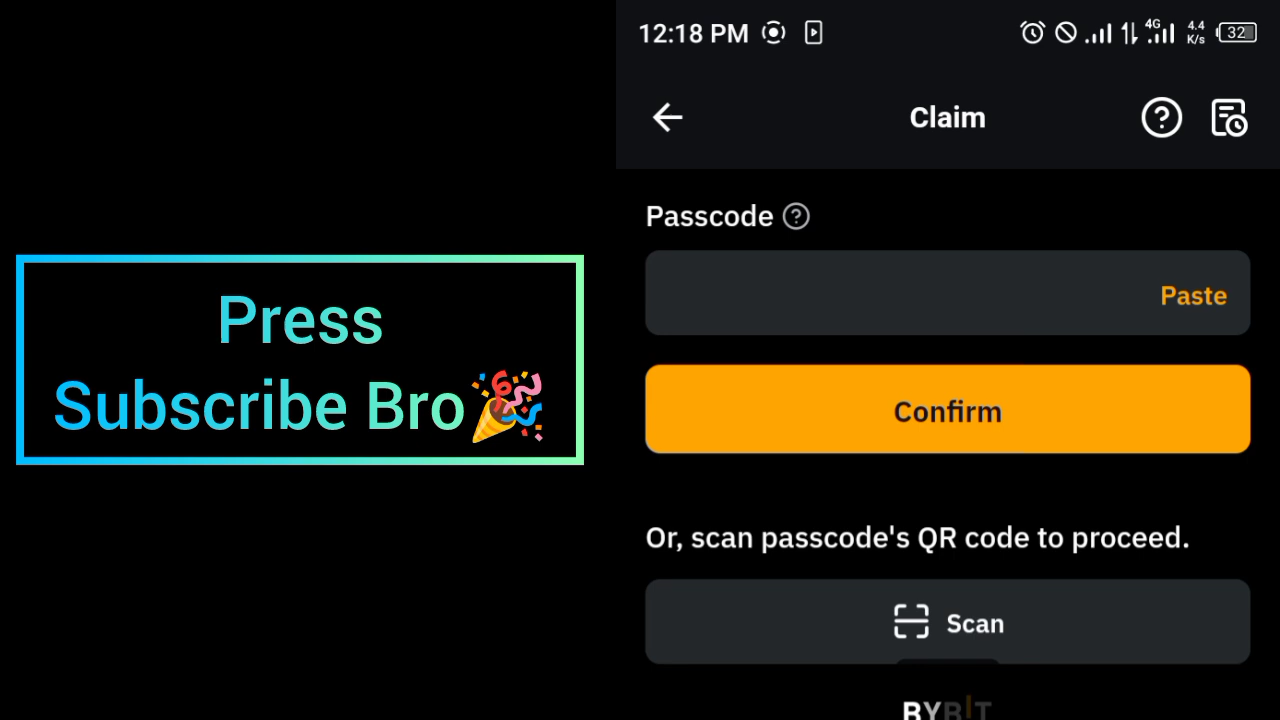 Press
Subscribe Bro🎉
12:18 PM 4G 4.4 K/s 32
Claim
Passcode
Paste
Confirm
Or, scan passcode's QR code to proceed.
Scan
BYBIT